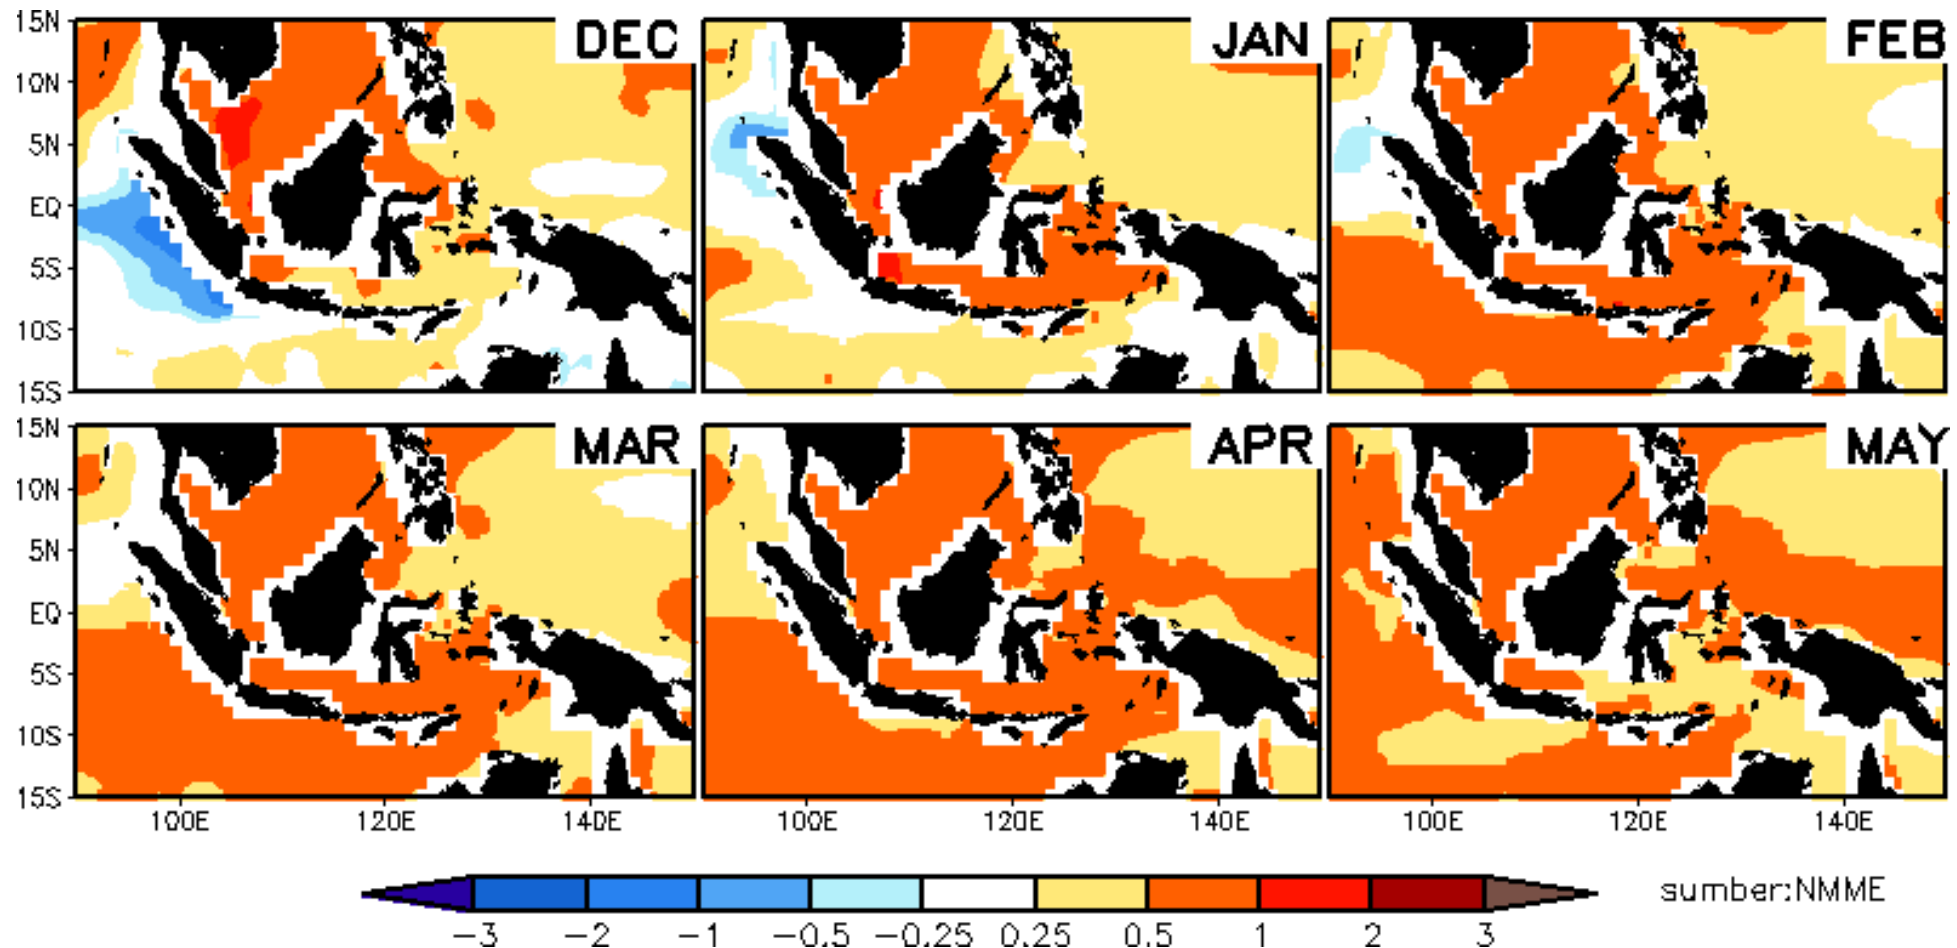 DEC JAN FEB
15N
10N
5N
EQ
5S
10S
15S
MAR APR MAY
15N
10N
5N
EQ
5S
10S
15S
100E 120E 140E 100E 120E 140E 100E 120E 140E
sumber:NMME
-3 -2 -1 -0.5 -0.25 0.25 0.5 1 2 3